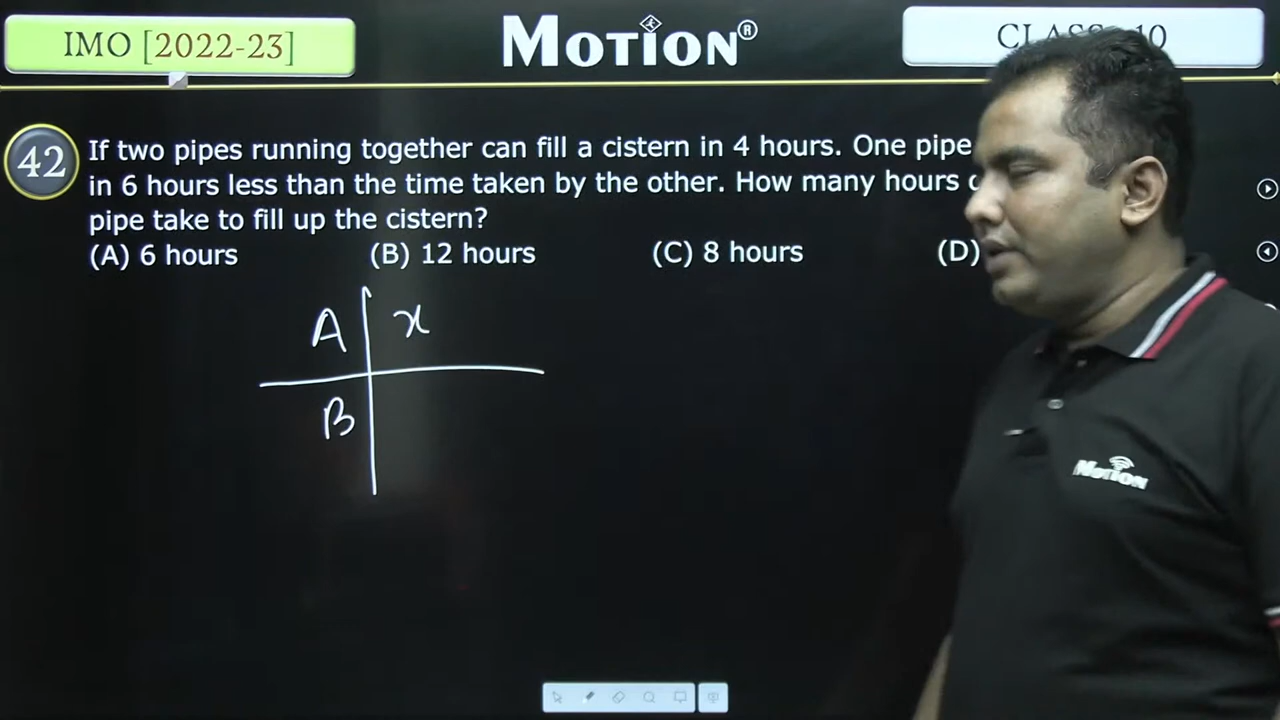 IMO [2022-23]
MOTION®
CLASS 10
42
If two pipes running together can fill a cistern in 4 hours. One pipe
in 6 hours less than the time taken by the other. How many hours
pipe take to fill up the cistern?
(A) 6 hours (B) 12 hours (C) 8 hours (D)
A x
B
MOTION